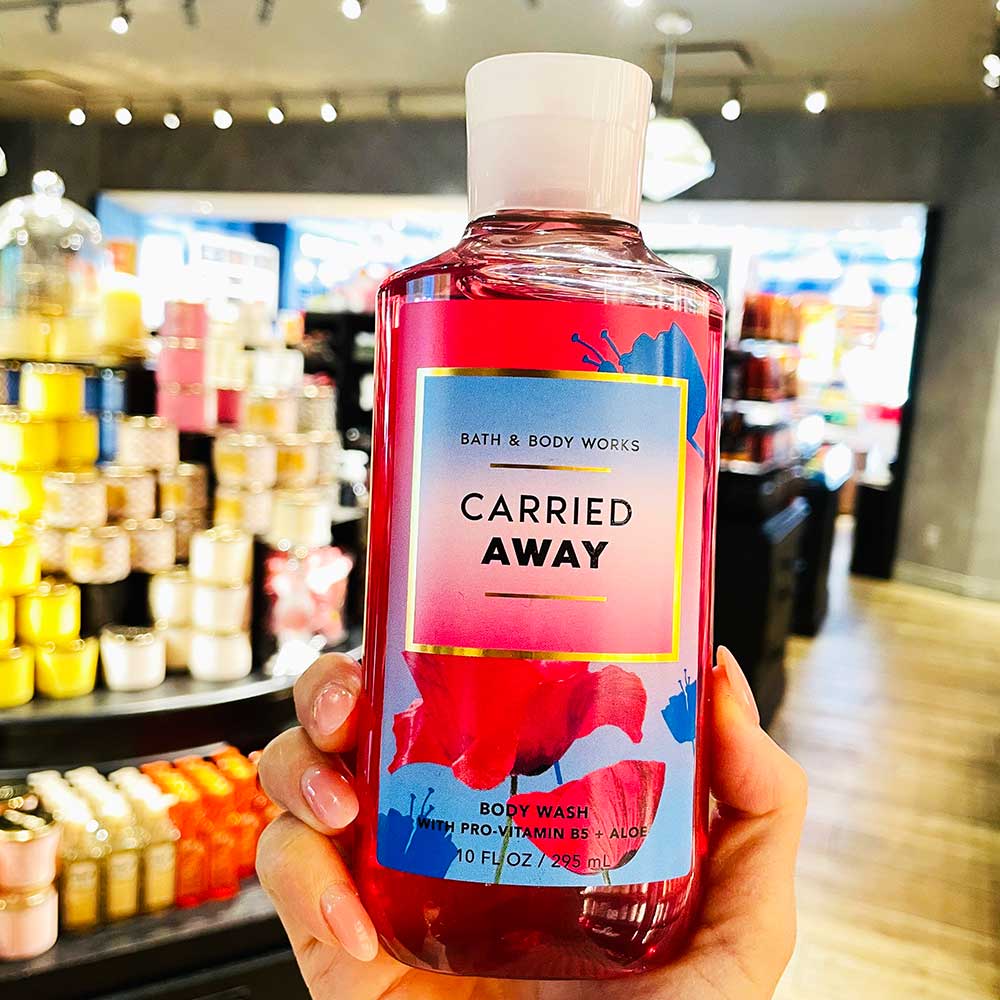 BATH & BODY WORKS
CARRIED
AWAY
BODY WASH
WITH PRO-VITAMIN B5 + ALOE
10 FL OZ / 295 mL